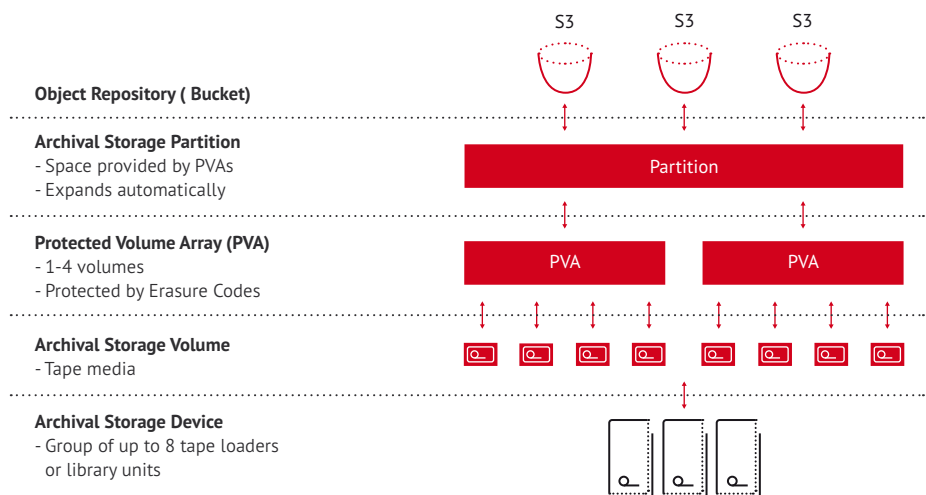 S3 S3 S3
Object Repository ( Bucket)
Archival Storage Partition
- Space provided by PVAs
- Expands automatically
Partition
Protected Volume Array (PVA)
- 1-4 volumes
- Protected by Erasure Codes
PVA PVA
Archival Storage Volume
- Tape media
Archival Storage Device
- Group of up to 8 tape loaders
or library units